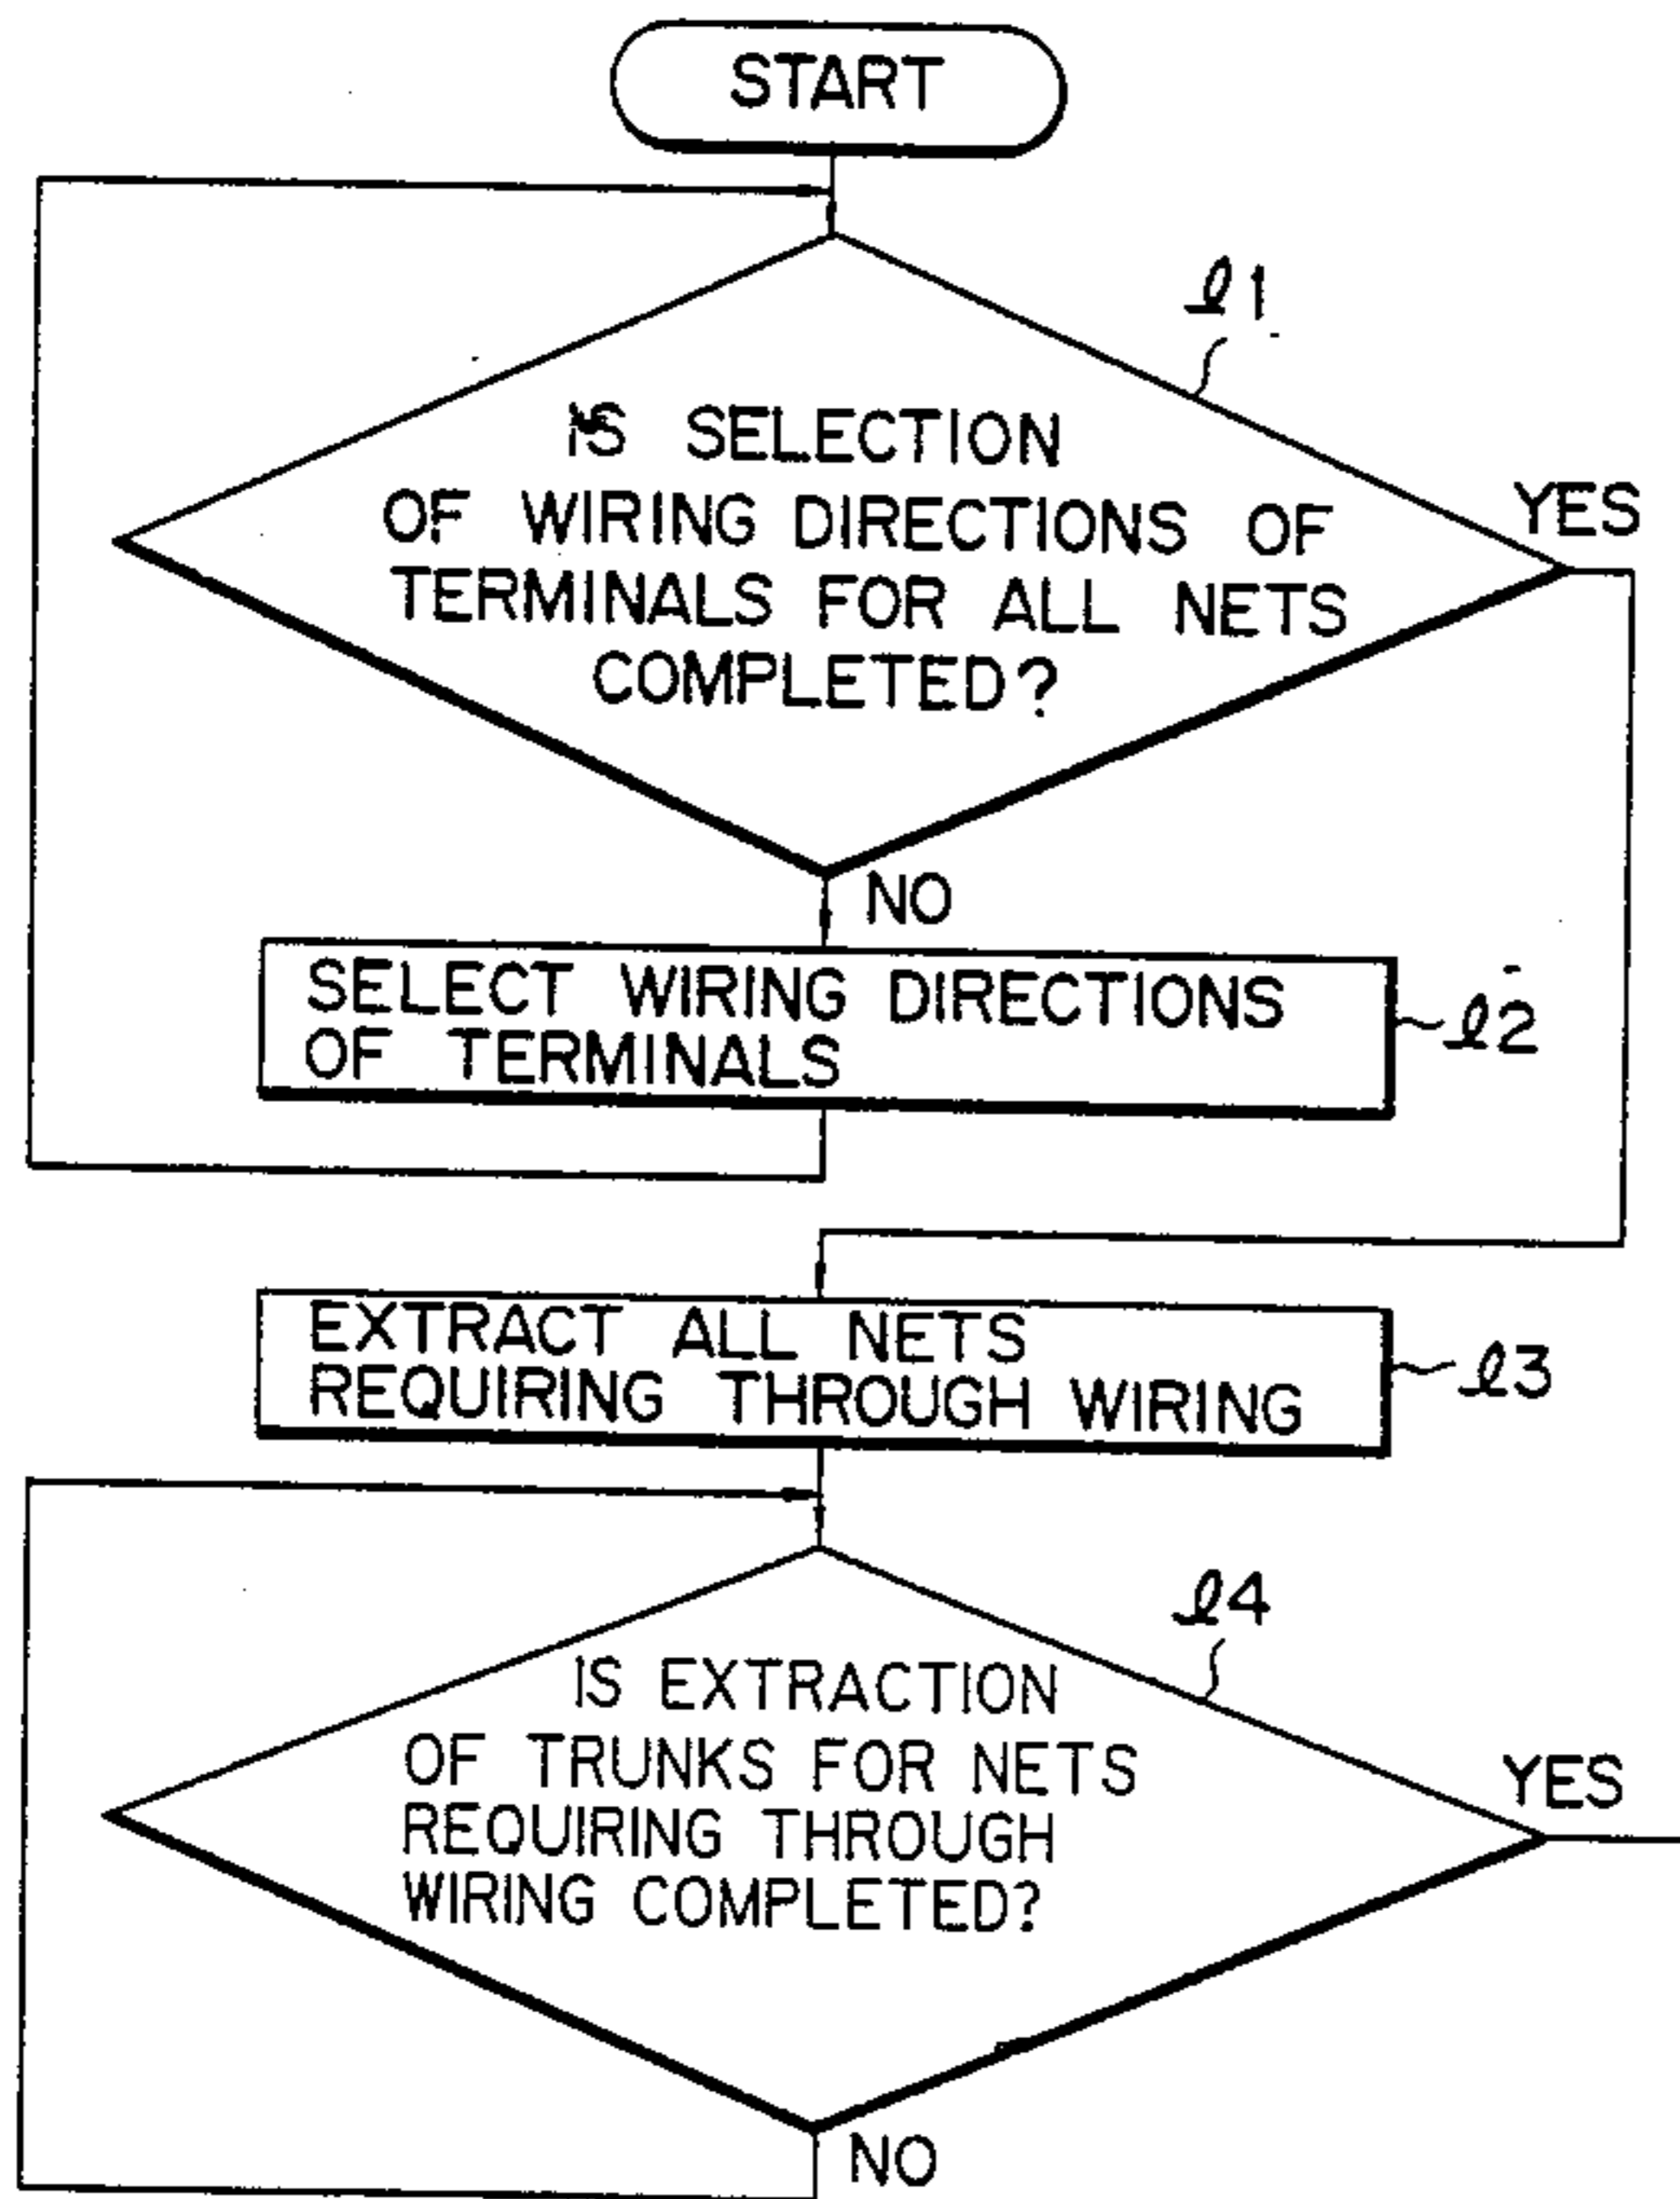 START
ℓ1
IS SELECTION
OF WIRING DIRECTIONS OF
TERMINALS FOR ALL NETS
COMPLETED?
YES
NO
SELECT WIRING DIRECTIONS
OF TERMINALS
ℓ2
EXTRACT ALL NETS
REQUIRING THROUGH WIRING
ℓ3
ℓ4
IS EXTRACTION
OF TRUNKS FOR NETS
REQUIRING THROUGH
WIRING COMPLETED?
YES
NO